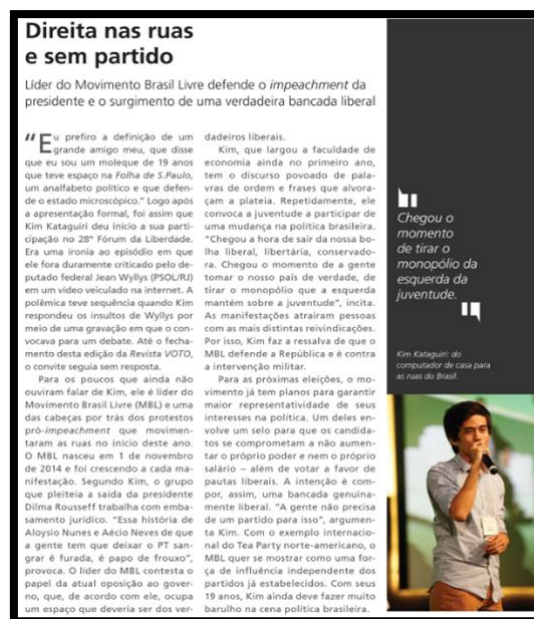 Direita nas ruas
e sem partido
Líder do Movimento Brasil Livre defende o impeachment da
presidente e o surgimento de uma verdadeira bancada liberal
"Eu prefiro a definição de um
grande amigo meu, que disse
que eu sou um moleque de 19 anos
que teve espaço na Folha de S.Paulo,
um analfabeto político e que defen-
de o estado microscópico." Logo após
a apresentação formal, foi assim que
Kim Kataguiri deu início a sua parti-
cipação no 28º Fórum da Liberdade.
Era uma ironia ao episódio em que
ele fora duramente criticado pelo de-
putado federal Jean Wyllys (PSOL/RJ)
em um vídeo veiculado na internet. A
polêmica teve sequência quando Kim
respondeu os insultos de Wyllys por
meio de uma gravação em que o con-
vocava para um debate. Até o fecha-
mento desta edição da Revista VOTO,
o convite seguia sem resposta.
Para os poucos que ainda não
ouviram falar de Kim, ele é líder do
Movimento Brasil Livre (MBL) e uma
das cabeças por trás dos protestos
pró-impeachment que movimen-
taram as ruas no início deste ano.
O MBL nasceu em 1 de novembro
de 2014 e foi crescendo a cada ma-
nifestação. Segundo Kim, o grupo
que pleiteia a saída da presidente
Dilma Rousseff trabalha com emba-
samento jurídico. "Essa história de
Aloysio Nunes e Aécio Neves de que
a gente tem que deixar o PT san-
grar é furada, é papo de frouxo",
provoca. O líder do MBL contesta o
papel da atual oposição ao gover-
no, que, de acordo com ele, ocupa
um espaço que deveria ser dos ver-
dadeiros liberais.
Kim, que largou a faculdade de
economia ainda no primeiro ano,
tem o discurso povoado de pala-
vras de ordem e frases que alvoro-
çam a plateia. Repetidamente, ele
convoca a juventude a participar de
uma mudança na política brasileira.
"Chegou a hora de sair da nossa bo-
lha liberal, libertária, conservado-
ra. Chegou o momento de a gente
tomar o nosso país de verdade, de
tirar o monopólio que a esquerda
mantém sobre a juventude", incita.
As manifestações atraíram pessoas
com as mais distintas reivindicações.
Por isso, Kim faz a ressalva de que o
MBL defende a República e é contra
a intervenção militar.
Para as próximas eleições, o mo-
vimento já tem planos para garantir
maior representatividade de seus
interesses na política. Um deles en-
volve um selo para que os candida-
tos se comprometam a não aumen-
tar o próprio poder e nem o próprio
salário – além de votar a favor de
pautas liberais. A intenção é com-
por, assim, uma bancada genuina-
mente liberal. "A gente não precisa
de um partido para isso", argumen-
ta Kim. Com o exemplo internacio-
nal do Tea Party norte-americano, o
MBL quer se mostrar como uma for-
ça de influência independente dos
partidos já estabelecidos. Com seus
19 anos, Kim ainda deve fazer muito
barulho na cena política brasileira.
"
Chegou o
momento
de tirar o
monopólio da
esquerda da
juventude.
"
Kim Kataguiri: do
computador de casa para
as ruas do Brasil.